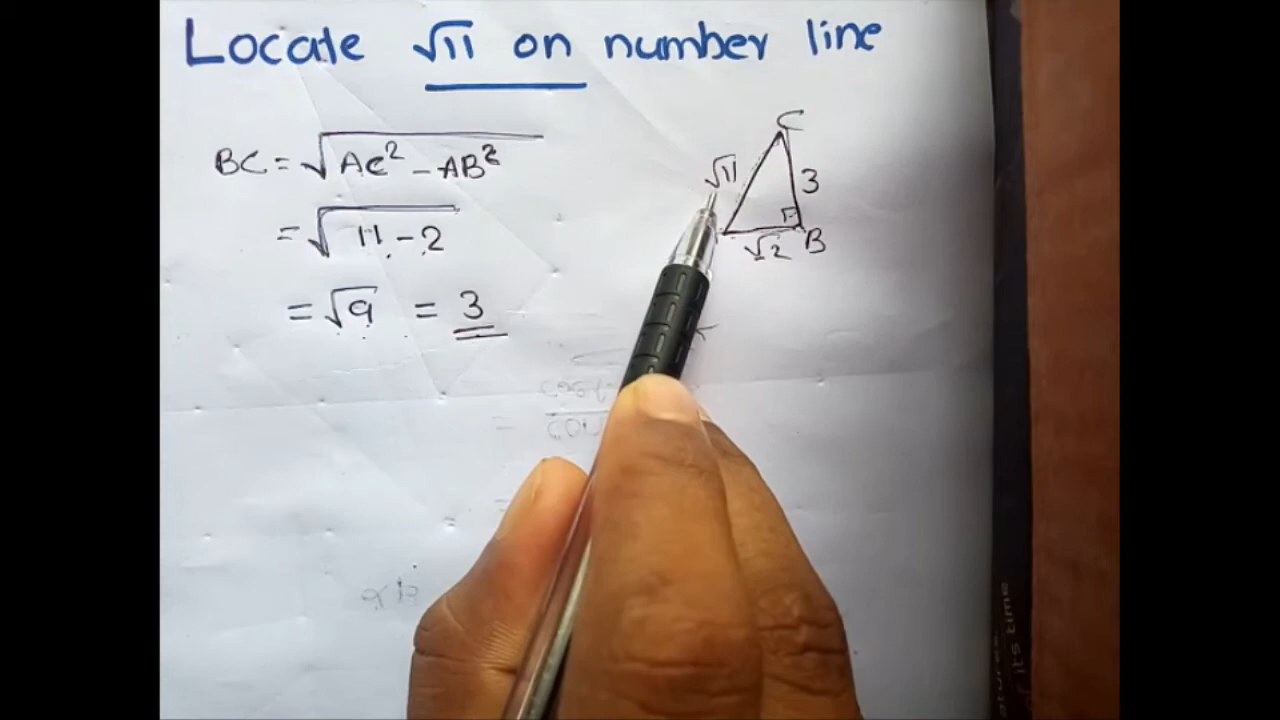 Locate √11 on number line
BC = √AC² - AB²
= √11 - 2
= √9 = 3
C
√11
3
√2 B